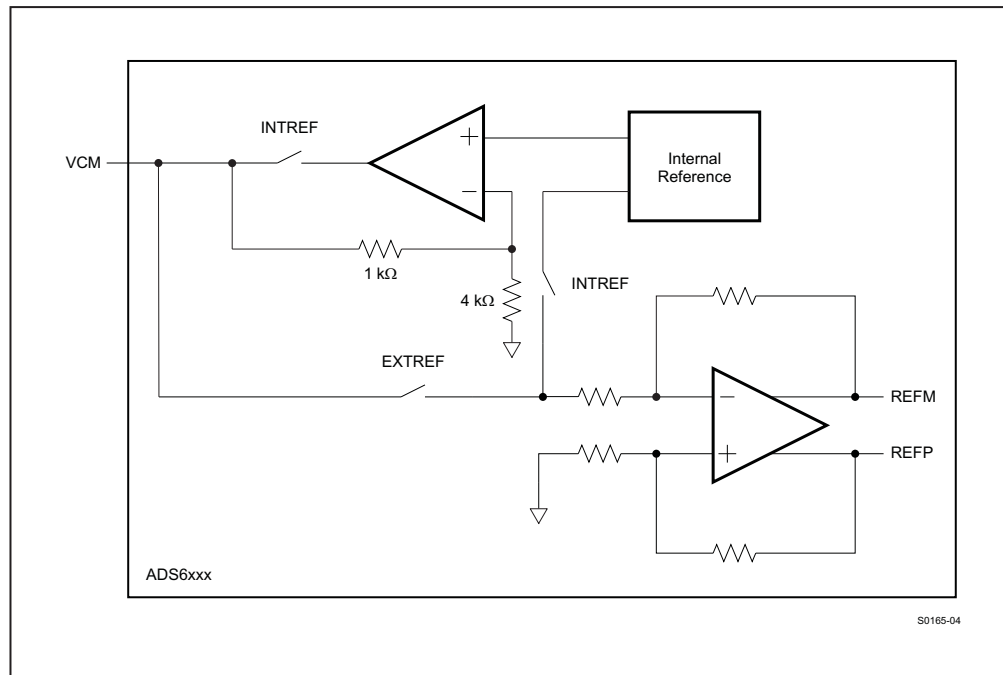 INTREF
VCM
+
−
Internal
Reference
1 kΩ
4 kΩ
INTREF
EXTREF
−
REFM
+
REFP
ADS6xxx
S0165-04